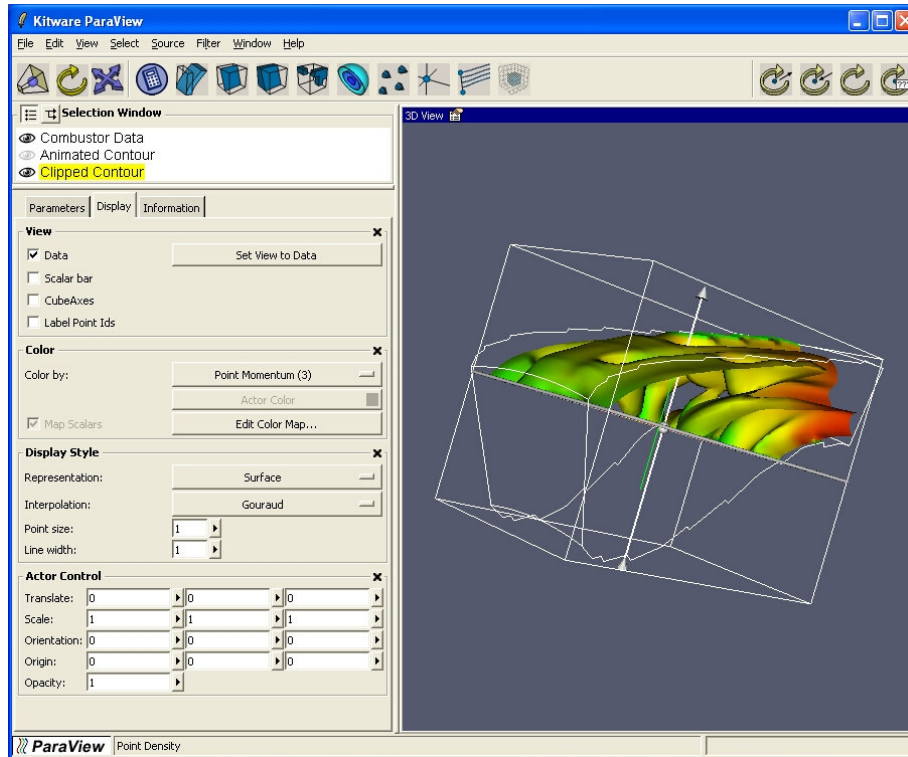 Kitware ParaView
File Edit View Select Source Filter Window Help
Selection Window
Combustor Data
Animated Contour
Clipped Contour
Parameters Display Information
View
Data Set View to Data
Scalar bar
CubeAxes
Label Point Ids
Color
Color by: Point Momentum (3)
Actor Color
Map Scalars Edit Color Map...
Display Style
Representation: Surface
Interpolation: Gouraud
Point size: 1
Line width: 1
Actor Control
Translate: 0 0 0
Scale: 1 1 1
Orientation: 0 0 0
Origin: 0 0 0
Opacity: 1
3D View
ParaView Point Density